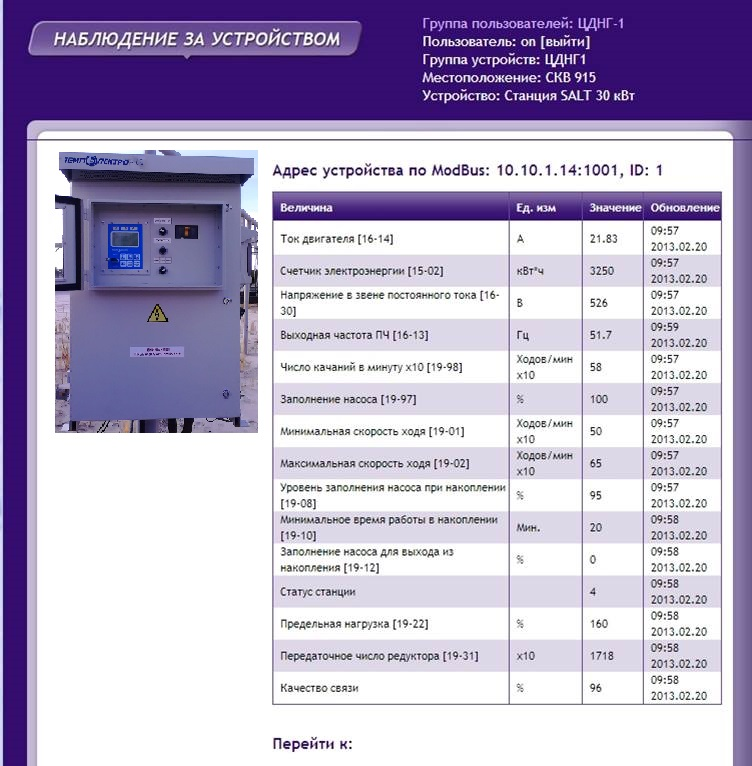 НАБЛЮДЕНИЕ ЗА УСТРОЙСТВОМ
Группа пользователей: ЦДНГ-1
Пользователь: on [выйти]
Группа устройств: ЦДНГ1
Местоположение: СКВ 915
Устройство: Станция SALT 30 кВт
Адрес устройства по ModBus: 10.10.1.14:1001, ID: 1
Величина Ед. изм Значение Обновление
Ток двигателя [16-14] А 21.83 09:57
2013.02.20
Счетчик электроэнергии [15-02] кВт*ч 3250 09:57
2013.02.20
Напряжение в звене постоянного тока [16-
30] В 526 09:57
2013.02.20
Выходная частота ПЧ [16-13] Гц 51.7 09:59
2013.02.20
Число качаний в минуту x10 [19-98] Ходов/мин
x10 58 09:57
2013.02.20
Заполнение насоса [19-97] % 100 09:57
2013.02.20
Минимальная скорость ходя [19-01] Ходов/мин
x10 50 09:57
2013.02.20
Максимальная скорость ходя [19-02] Ходов/мин
x10 65 09:57
2013.02.20
Уровень заполнения насоса при накоплении
[19-08] % 95 09:57
2013.02.20
Минимальное время работы в накоплении
[19-10] Мин. 20 09:58
2013.02.20
Заполнение насоса для выхода из
накопления [19-12] % 0 09:58
2013.02.20
Статус станции 4 09:58
2013.02.20
Предельная нагрузка [19-22] % 160 09:58
2013.02.20
Передаточное число редуктора [19-31] x10 1718 09:58
2013.02.20
Качество связи % 96 09:58
2013.02.20
Перейти к: